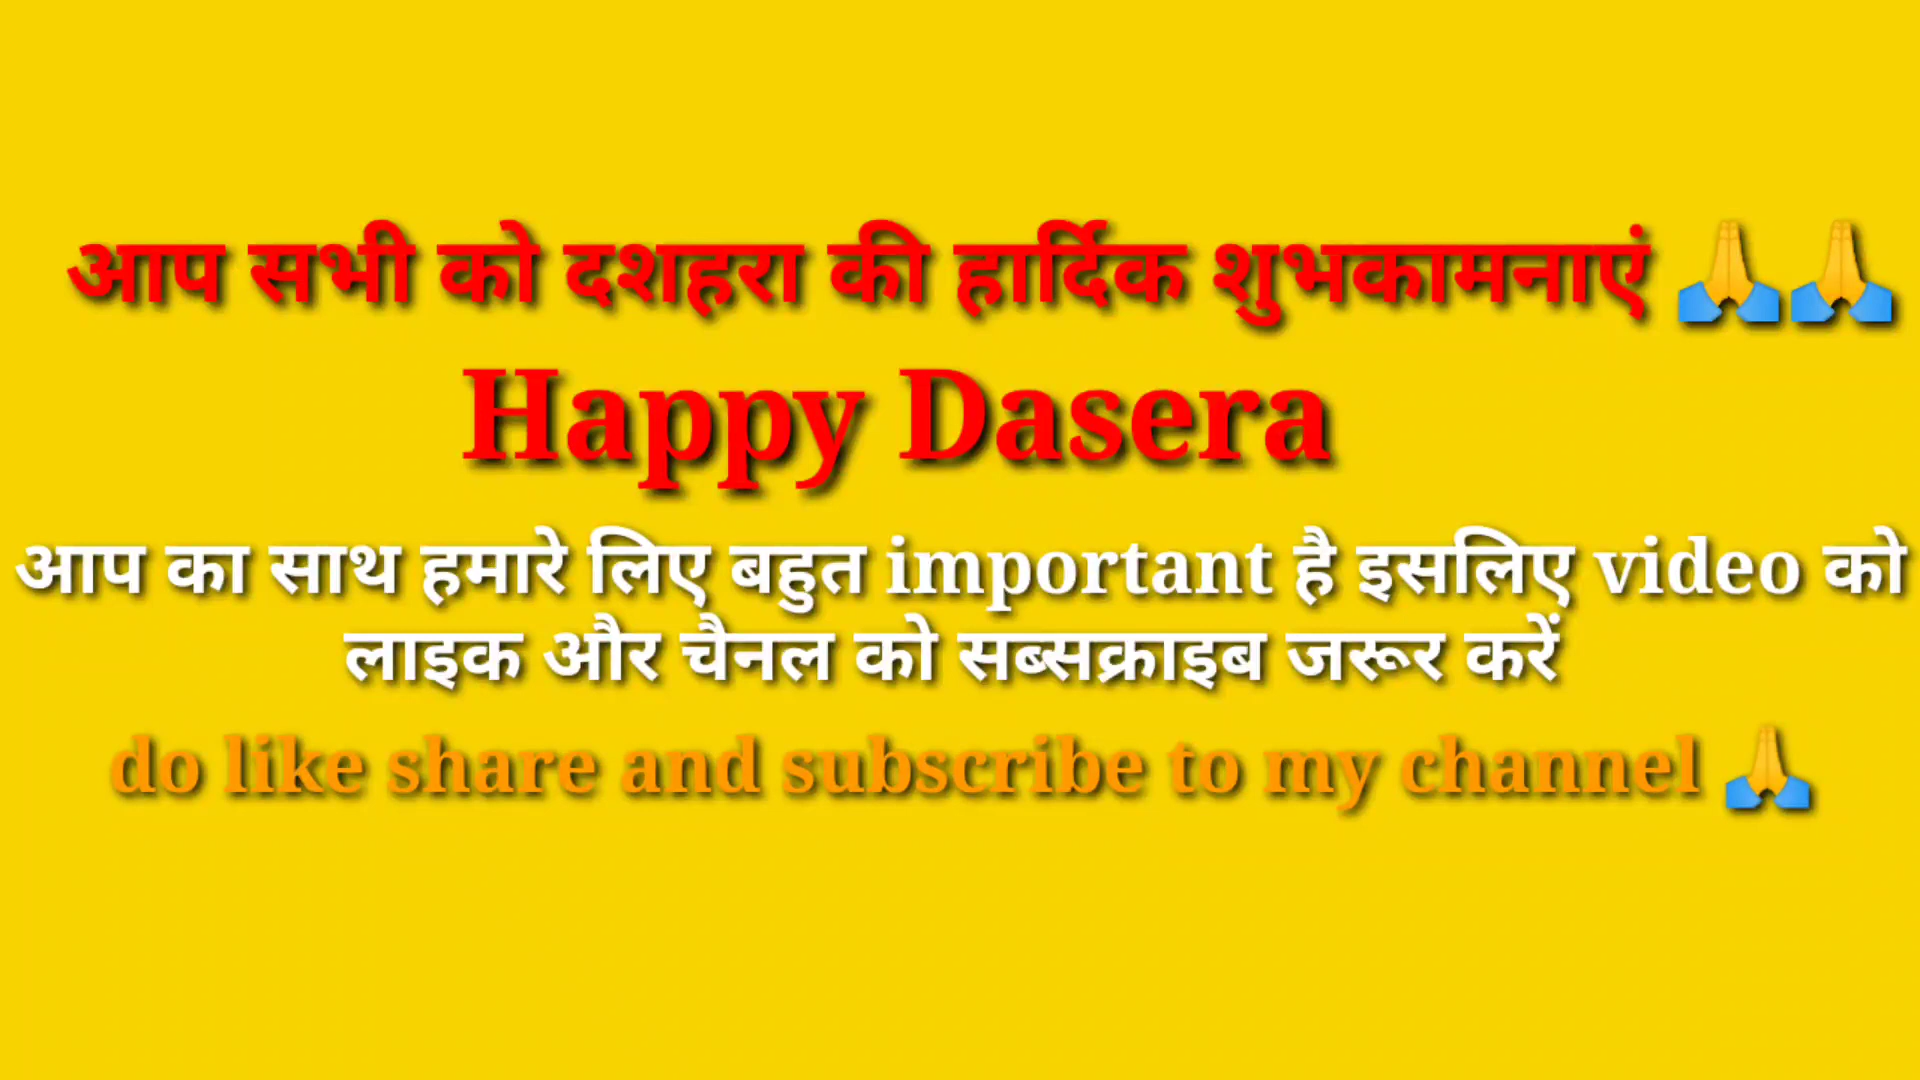 आप सभी को दशहरा की हार्दिक शुभकामनाएं 🙏🙏
Happy Dasera
आप का साथ हमारे लिए बहुत important है इसलिए video को
लाइक और चैनल को सब्सक्राइब जरूर करें
do like share and subscribe to my channel 🙏